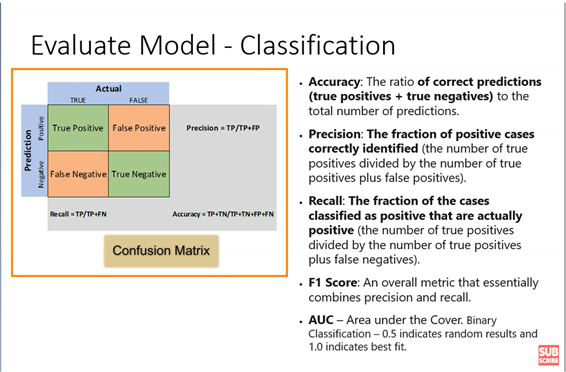 Evaluate Model - Classification
Actual
TRUE FALSE
Prediction
Positive
Negative
True Positive
False Positive
Precision = TP/TP+FP
False Negative
True Negative
Recall = TP/TP+FN
Accuracy = TP+TN/TP+TN+FP+FN
Confusion Matrix
• Accuracy: The ratio of correct predictions
(true positives + true negatives) to the
total number of predictions.
• Precision: The fraction of positive cases
correctly identified (the number of true
positives divided by the number of true
positives plus false positives).
• Recall: The fraction of the cases
classified as positive that are actually
positive (the number of true positives
divided by the number of true positives
plus false negatives).
• F1 Score: An overall metric that essentially
combines precision and recall.
• AUC – Area under the Cover. Binary
Classification – 0.5 indicates random results and
1.0 indicates best fit.
SUB
SCRIBE